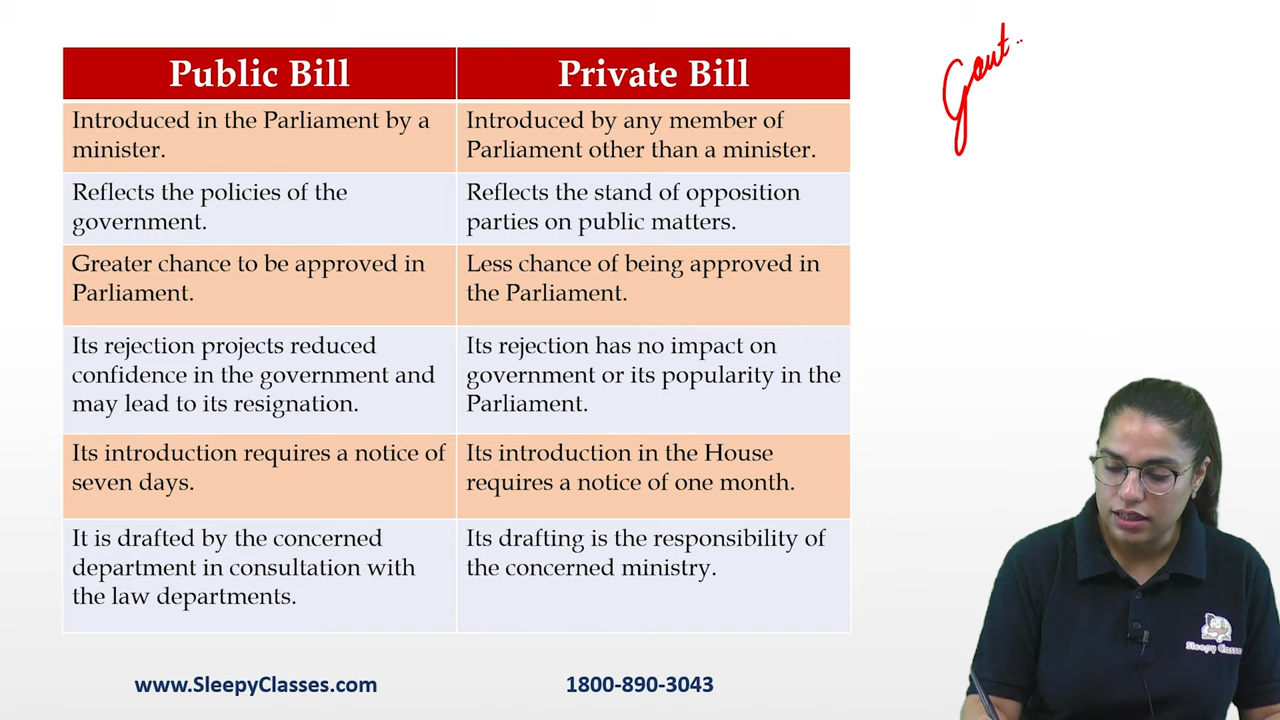 Public Bill
Private Bill
Introduced in the Parliament by a
minister.
Introduced by any member of
Parliament other than a minister.
Reflects the policies of the
government.
Reflects the stand of opposition
parties on public matters.
Greater chance to be approved in
Parliament.
Less chance of being approved in
the Parliament.
Its rejection projects reduced
confidence in the government and
may lead to its resignation.
Its rejection has no impact on
government or its popularity in the
Parliament.
Its introduction requires a notice of
seven days.
Its introduction in the House
requires a notice of one month.
It is drafted by the concerned
department in consultation with
the law departments.
Its drafting is the responsibility of
the concerned ministry.
www.SleepyClasses.com
1800-890-3043
Govt..
Sleepy Classes